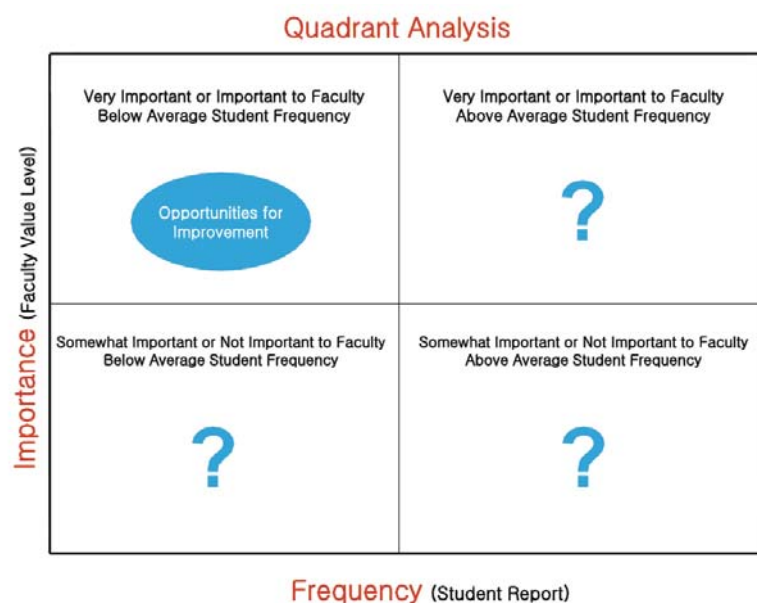 Quadrant Analysis
Very Important or Important to Faculty
Below Average Student Frequency
Opportunities for
Improvement
Very Important or Important to Faculty
Above Average Student Frequency
?
Somewhat Important or Not Important to Faculty
Below Average Student Frequency
?
Somewhat Important or Not Important to Faculty
Above Average Student Frequency
?
Importance (Faculty Value Level)
Frequency (Student Report)